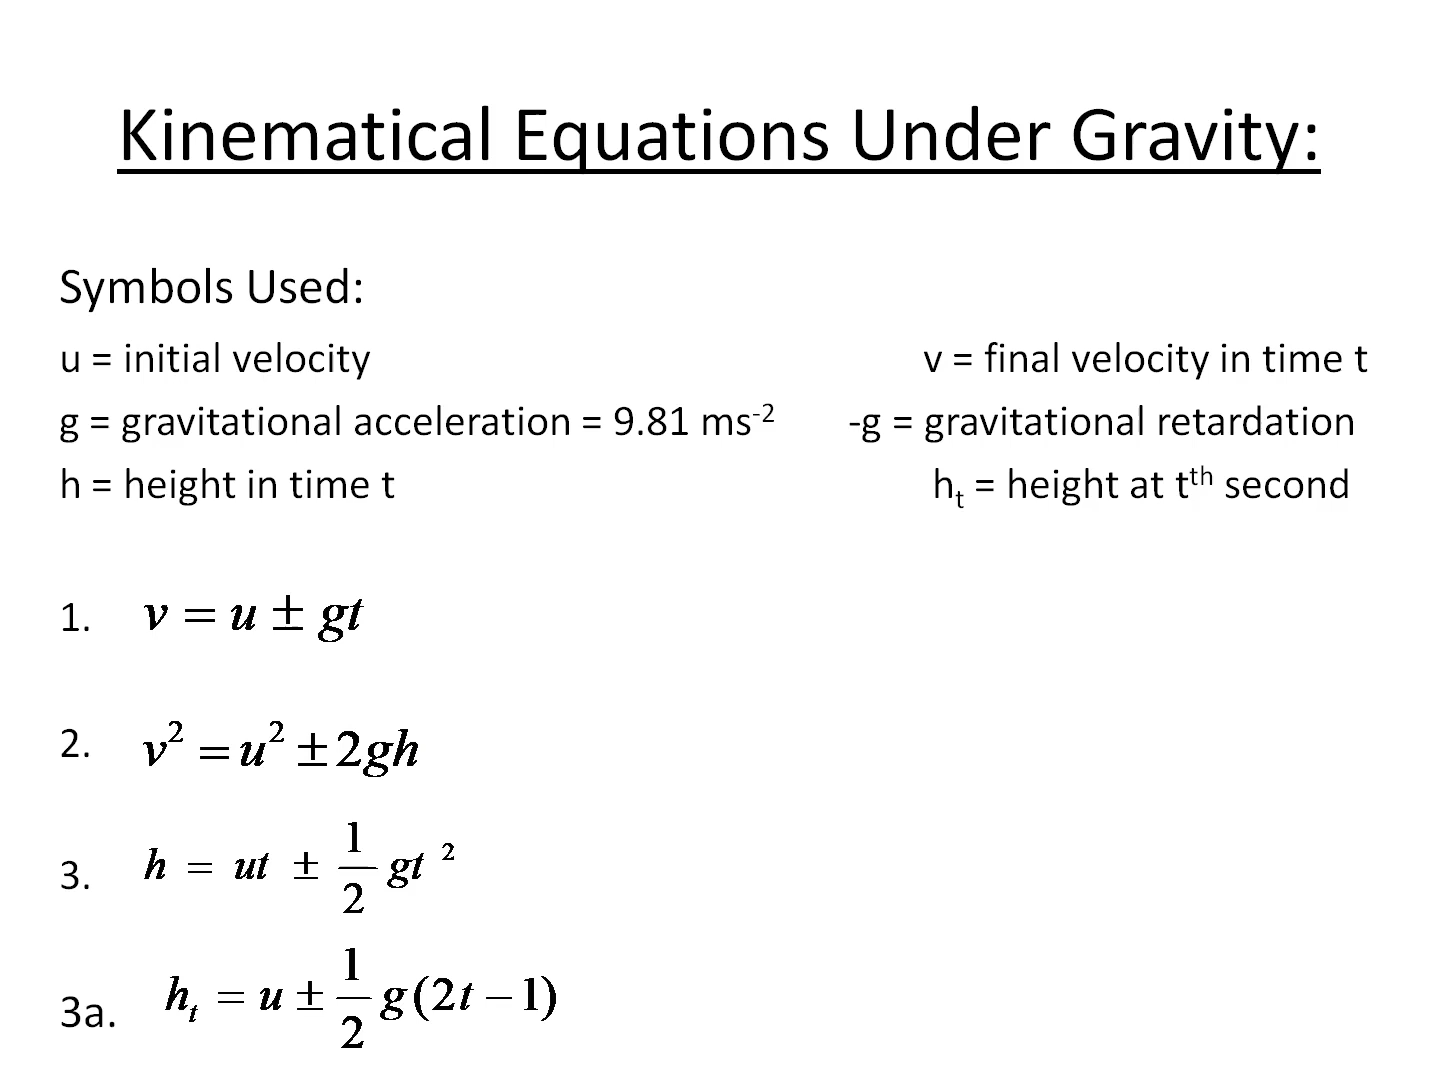 Kinematical Equations Under Gravity:
Symbols Used:
u = initial velocity v = final velocity in time t
g = gravitational acceleration = 9.81 ms⁻² -g = gravitational retardation
h = height in time t hₜ = height at tᵗʰ second
1. v = u ± gt
2. v² = u² ± 2gh
3. h = ut ± 1/2 gt²
3a. hₜ = u ± 1/2 g(2t − 1)